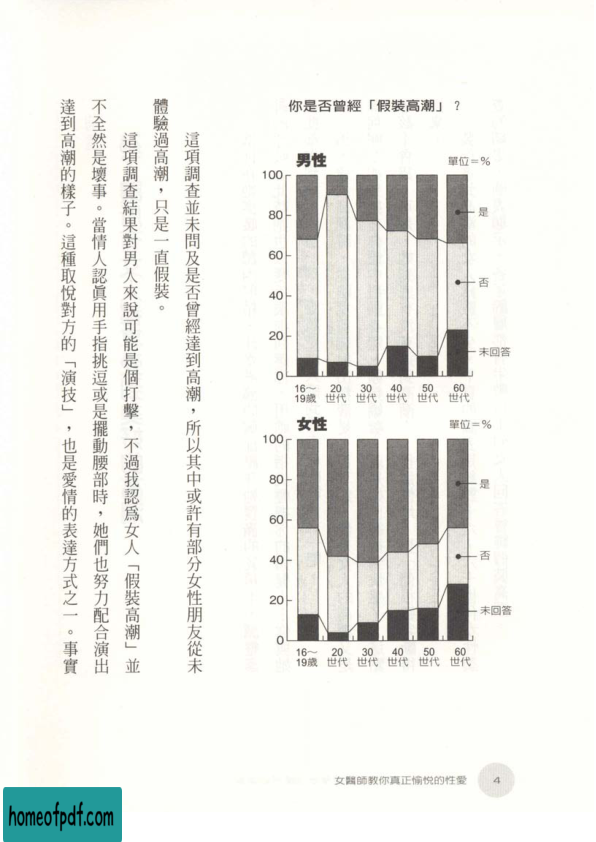 你是否曾經「假裝高潮」？
男性
單位＝%
100
80
60
40
20
0
是
否
未回答
16～19歲
20世代
30世代
40世代
50世代
60世代
女性
單位＝%
100
80
60
40
20
0
是
否
未回答
16～19歲
20世代
30世代
40世代
50世代
60世代
這項調查並未問及是否曾經達到高潮，所以其中或許有部分女性朋友從未
體驗過高潮，只是一直假裝。
這項調查結果對男人來說可能是個打擊，不過我認為女人「假裝高潮」並
不全然是壞事。當情人認眞用手指挑逗或是擺動腰部時，她們也努力配合演出
達到高潮的樣子。這種取悅對方的「演技」，也是愛情的表達方式之一。事實
女醫師教你真正愉悅的性愛
4
homeofpdf.com